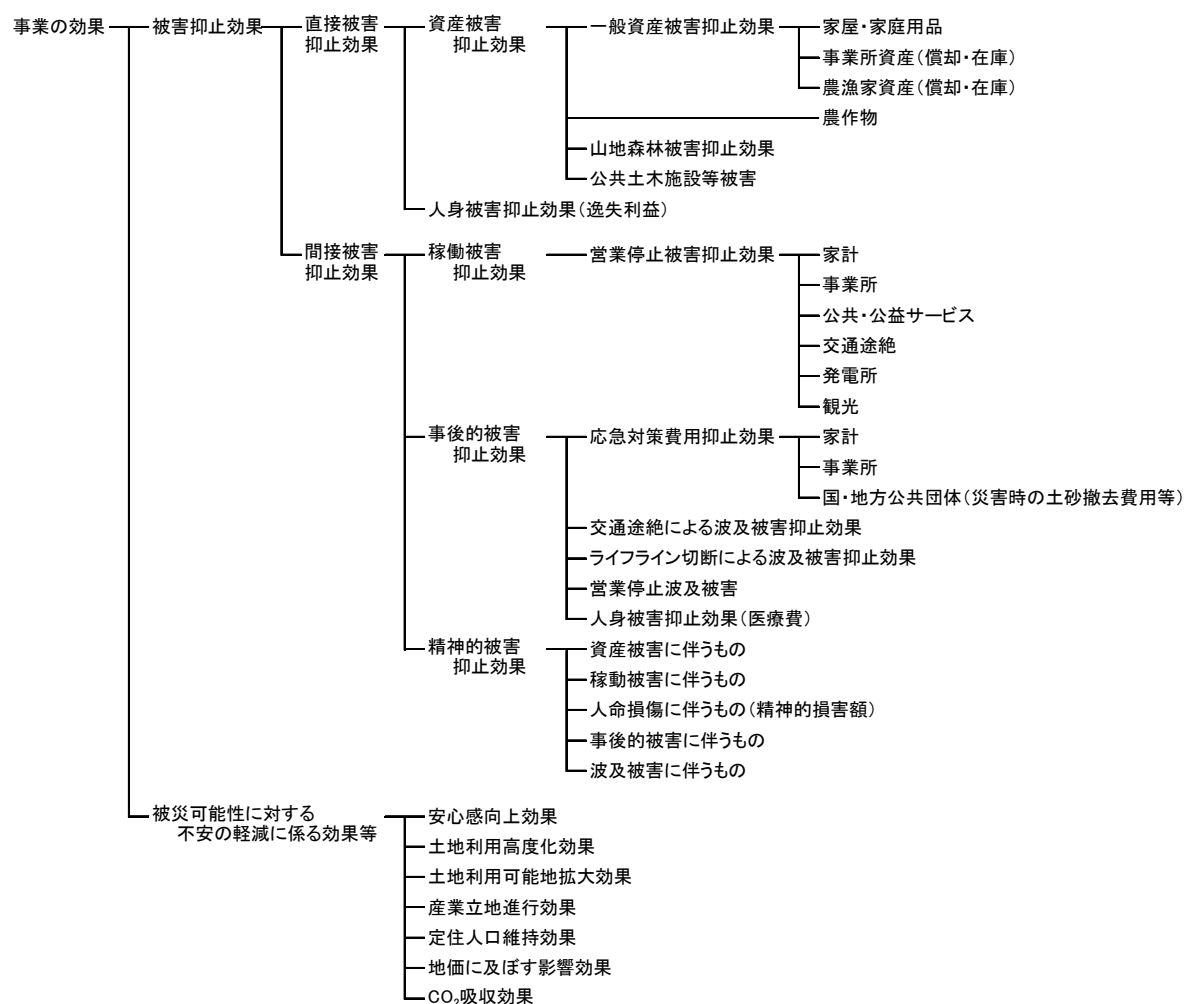 事業の効果
被害抑止効果
直接被害
抑止効果
資産被害
抑止効果
一般資産被害抑止効果
家屋・家庭用品
事業所資産(償却・在庫)
農漁家資産(償却・在庫)
農作物
山地森林被害抑止効果
公共土木施設等被害
人身被害抑止効果(逸失利益)
間接被害
抑止効果
稼働被害
抑止効果
営業停止被害抑止効果
家計
事業所
公共・公益サービス
交通途絶
発電所
観光
事後的被害
抑止効果
応急対策費用抑止効果
家計
事業所
国・地方公共団体(災害時の土砂撤去費用等)
交通途絶による波及被害抑止効果
ライフライン切断による波及被害抑止効果
営業停止波及被害
人身被害抑止効果(医療費)
精神的被害
抑止効果
資産被害に伴うもの
稼動被害に伴うもの
人命損傷に伴うもの(精神的損害額)
事後的被害に伴うもの
波及被害に伴うもの
被災可能性に対する
不安の軽減に係る効果等
安心感向上効果
土地利用高度化効果
土地利用可能地拡大効果
産業立地進行効果
定住人口維持効果
地価に及ぼす影響効果
CO₂吸収効果